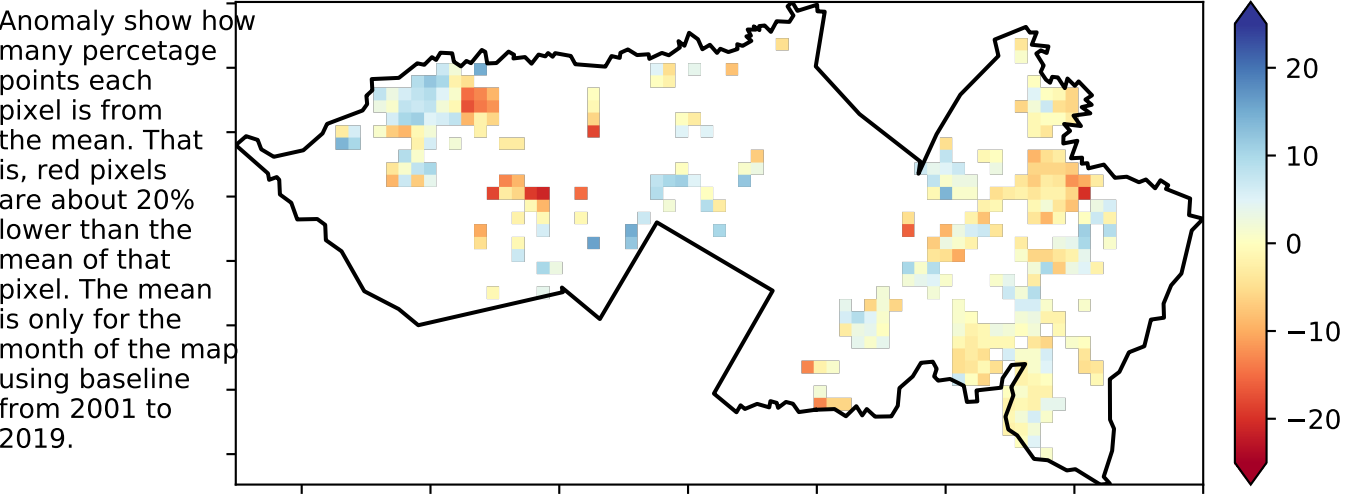 Anomaly show how
many percetage
points each
pixel is from
the mean. That
is, red pixels
are about 20%
lower than the
mean of that
pixel. The mean
is only for the
month of the map
using baseline
from 2001 to
2019.
20
10
0
−10
−20